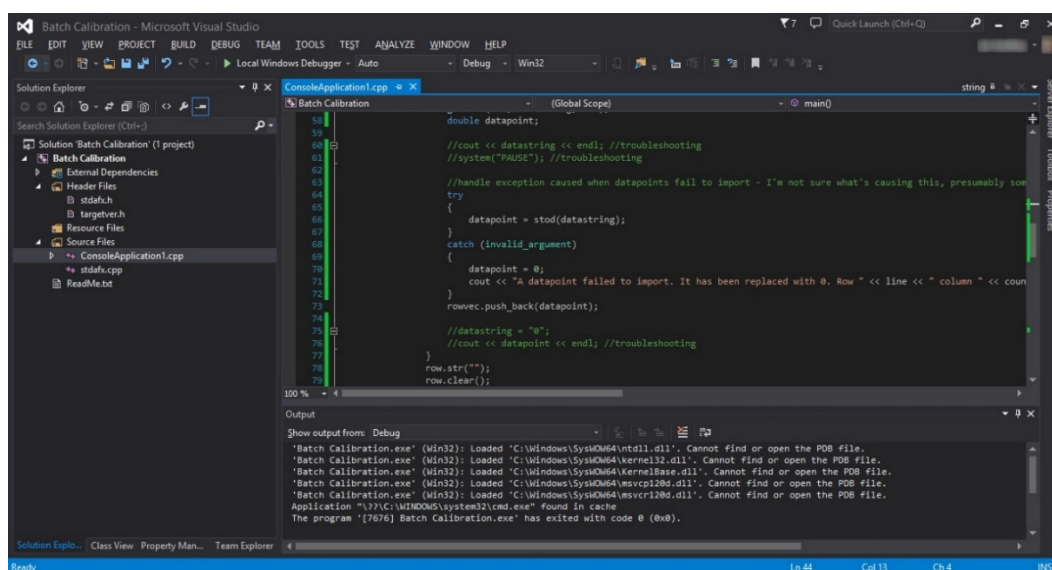 Batch Calibration - Microsoft Visual Studio
7
Quick Launch (Ctrl+Q)
FILE EDIT VIEW PROJECT BUILD DEBUG TEAM TOOLS TEST ANALYZE WINDOW HELP
Local Windows Debugger Auto Debug Win32
Solution Explorer
Search Solution Explorer (Ctrl+;)
Solution 'Batch Calibration' (1 project)
Batch Calibration
External Dependencies
Header Files
stdafx.h
targetver.h
Resource Files
Source Files
ConsoleApplication1.cpp
stdafx.cpp
ReadMe.txt
Solution Explo... Class View Property Man... Team Explorer
ConsoleApplication1.cpp
string
Batch Calibration (Global Scope) main()
58 double datapoint;
59
60 //cout << datastring << endl; //troubleshooting
61 //system("PAUSE"); //troubleshooting
62
63 //handle exception caused when datapoints fail to import - I'm not sure what's causing this, presumably som
64 try
65 {
66 datapoint = stod(datastring);
67 }
68 catch (invalid_argument)
69 {
70 datapoint = 0;
71 cout << "A datapoint failed to import. It has been replaced with 0. Row " << line << " column " << coun
72 }
73 rowvec.push_back(datapoint);
74
75 //datastring = "0";
76 //cout << datapoint << endl; //troubleshooting
77 }
78 row.str("");
79 row.clear();
100 %
Output
Show output from: Debug
'Batch Calibration.exe' (Win32): Loaded 'C:\Windows\SysWOW64\ntdll.dll'. Cannot find or open the PDB file.
'Batch Calibration.exe' (Win32): Loaded 'C:\Windows\SysWOW64\kernel32.dll'. Cannot find or open the PDB file.
'Batch Calibration.exe' (Win32): Loaded 'C:\Windows\SysWOW64\KernelBase.dll'. Cannot find or open the PDB file.
'Batch Calibration.exe' (Win32): Loaded 'C:\Windows\SysWOW64\msvcp120d.dll'. Cannot find or open the PDB file.
'Batch Calibration.exe' (Win32): Loaded 'C:\Windows\SysWOW64\msvcr120d.dll'. Cannot find or open the PDB file.
Application "\??\C:\WINDOWS\system32\cmd.exe" found in cache
The program '[7676] Batch Calibration.exe' has exited with code 0 (0x0).
Server Explorer
Toolbox
Properties
Ready Ln 44 Col 13 Ch 4 INS